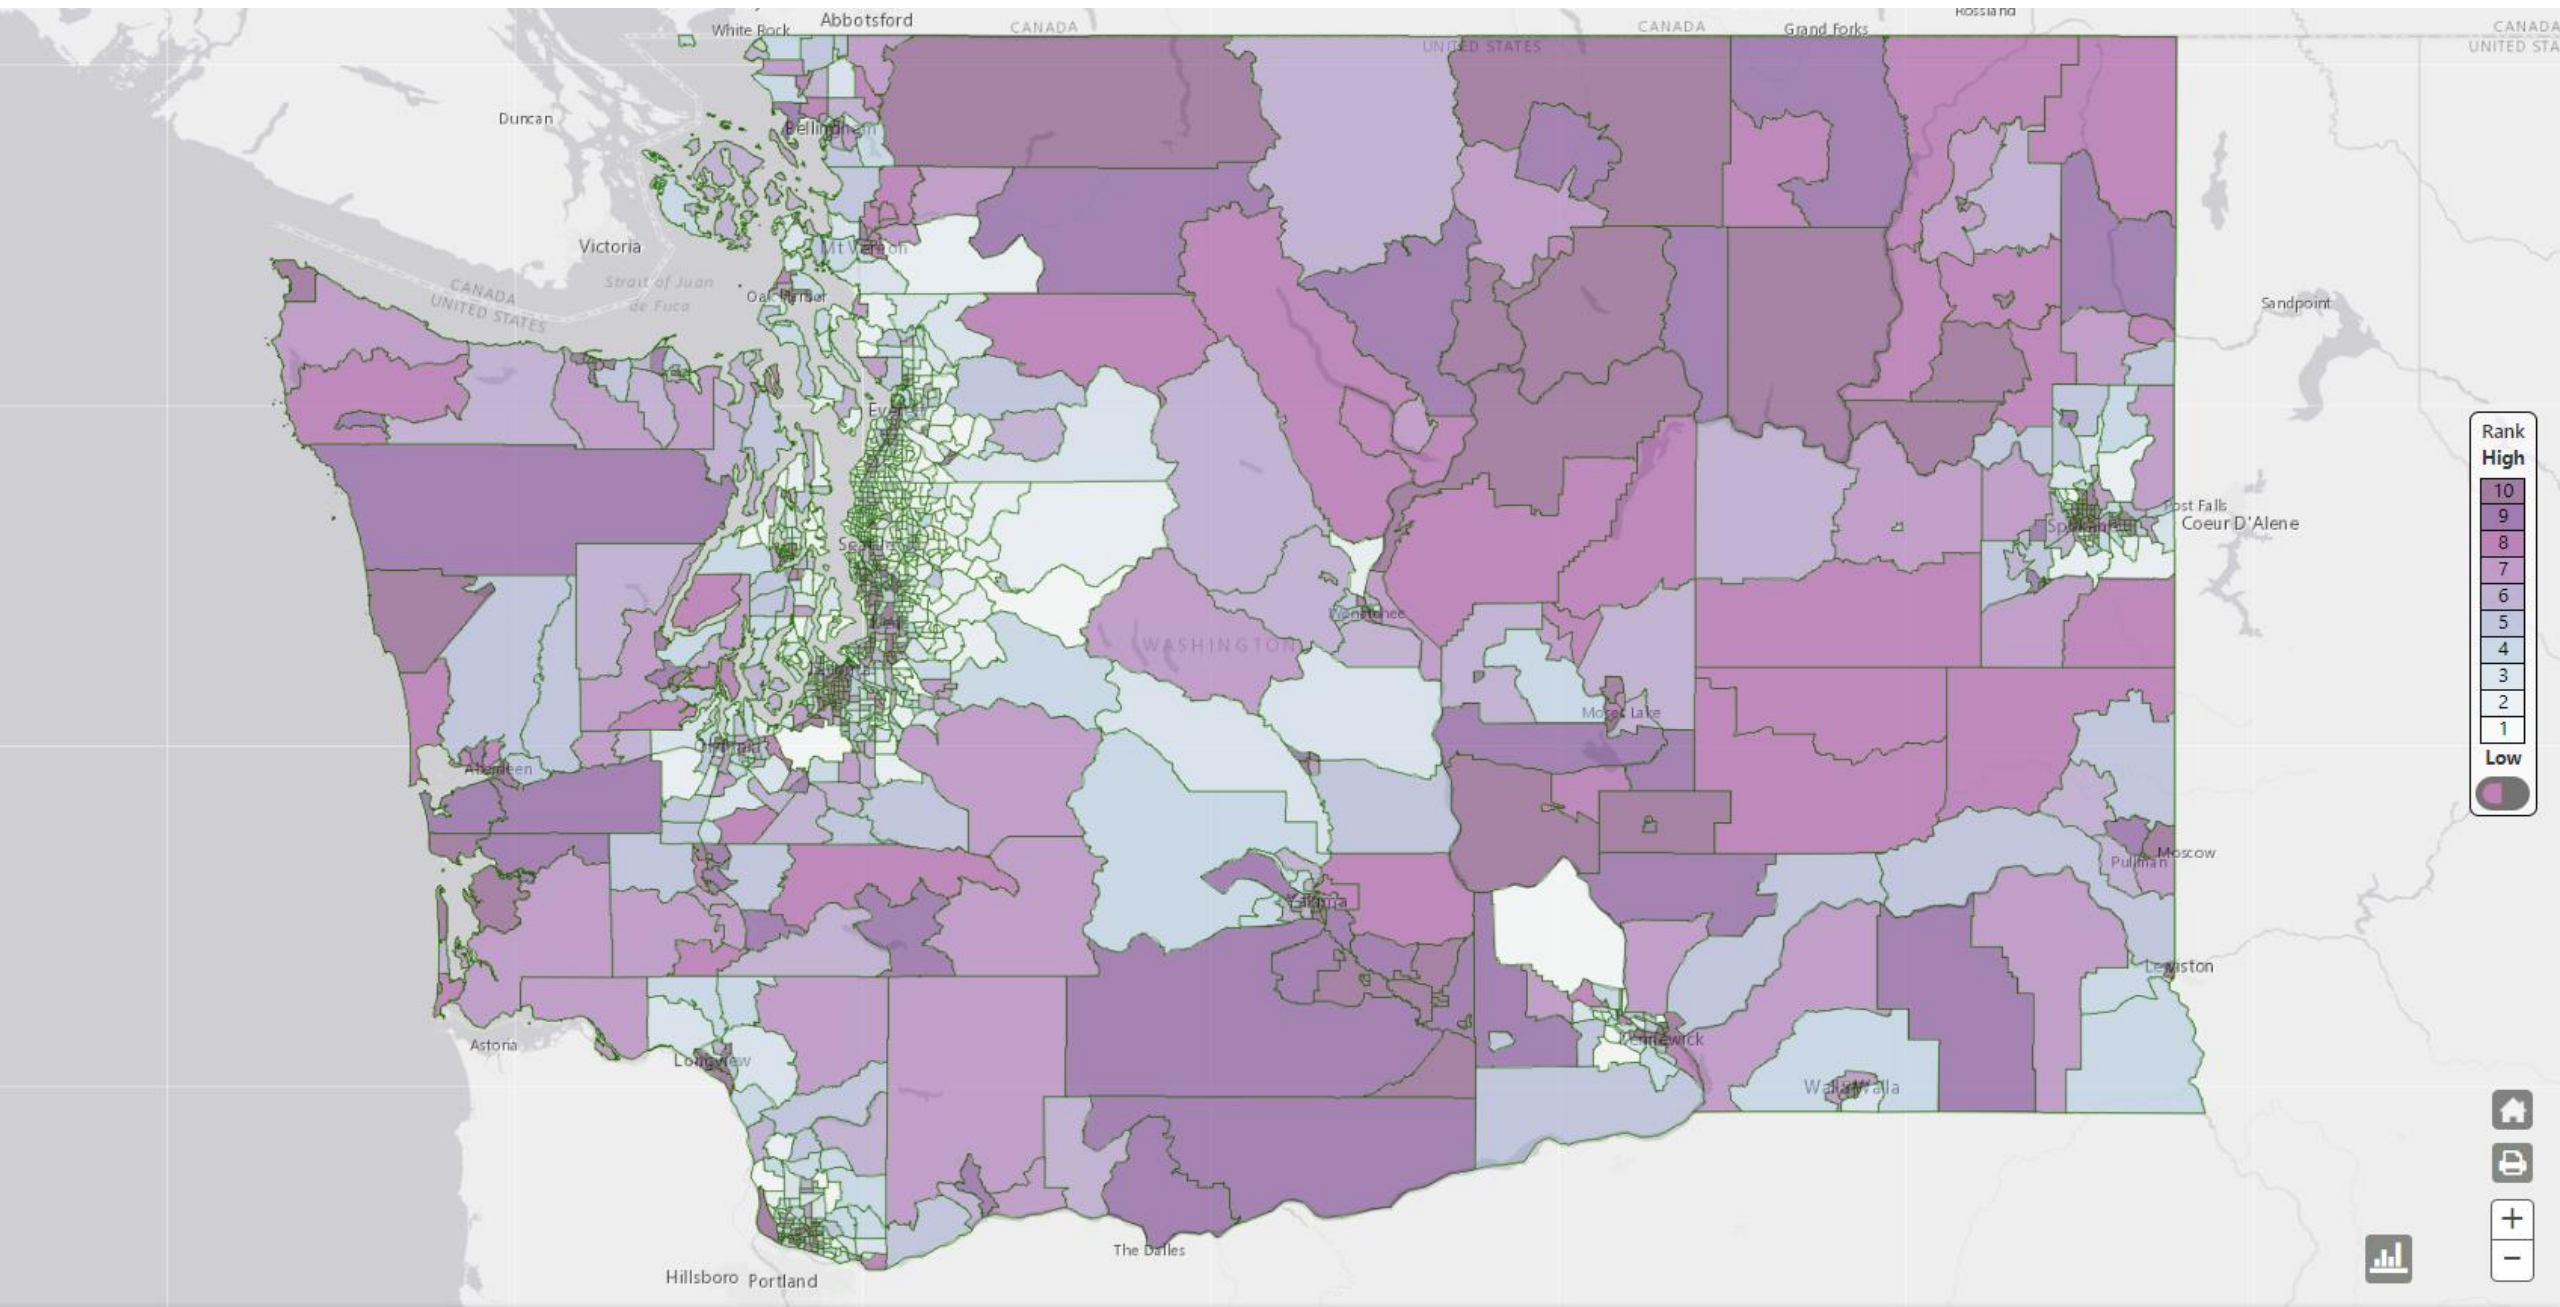 Abbotsford
White Rock
CANADA
CANADA
Grand Forks
Rossland
CANADA
UNITED STATES
UNITED STA
Duncan
Bellingham
Victoria
Mt Vernon
Strait of Juan
de Fuca
CANADA
UNITED STATES
Oak Harbor
Sandpoint
Everett
Rank
High
10
9
8
7
6
5
4
3
2
1
Low
Post Falls
Spokane
Coeur D'Alene
Seattle
Wenatchee
WASHINGTON
Moses Lake
Olympia
Aberdeen
Moscow
Pullman
Yakima
Lewiston
Astoria
Kennewick
Longview
Walla Walla
The Dalles
Hillsboro
Portland
+
−